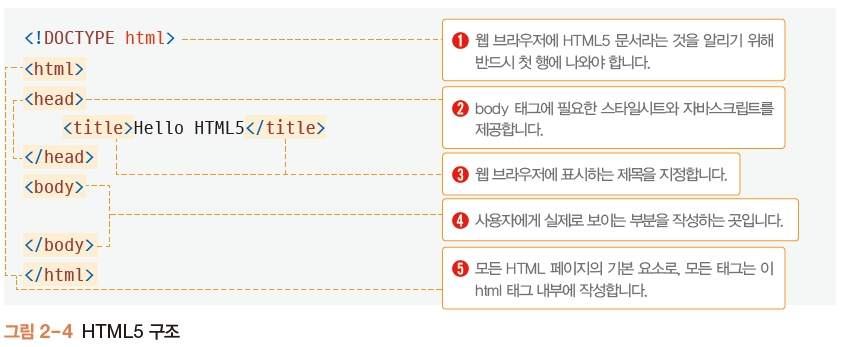 <!DOCTYPE html>
❶ 웹 브라우저에 HTML5 문서라는 것을 알리기 위해
반드시 첫 행에 나와야 합니다.
<html>
<head>
❷ body 태그에 필요한 스타일시트와 자바스크립트를
제공합니다.
<title>Hello HTML5</title>
</head>
❸ 웹 브라우저에 표시하는 제목을 지정합니다.
<body>
❹ 사용자에게 실제로 보이는 부분을 작성하는 곳입니다.
</body>
</html>
❺ 모든 HTML 페이지의 기본 요소로, 모든 태그는 이
html 태그 내부에 작성합니다.
그림 2-4 HTML5 구조